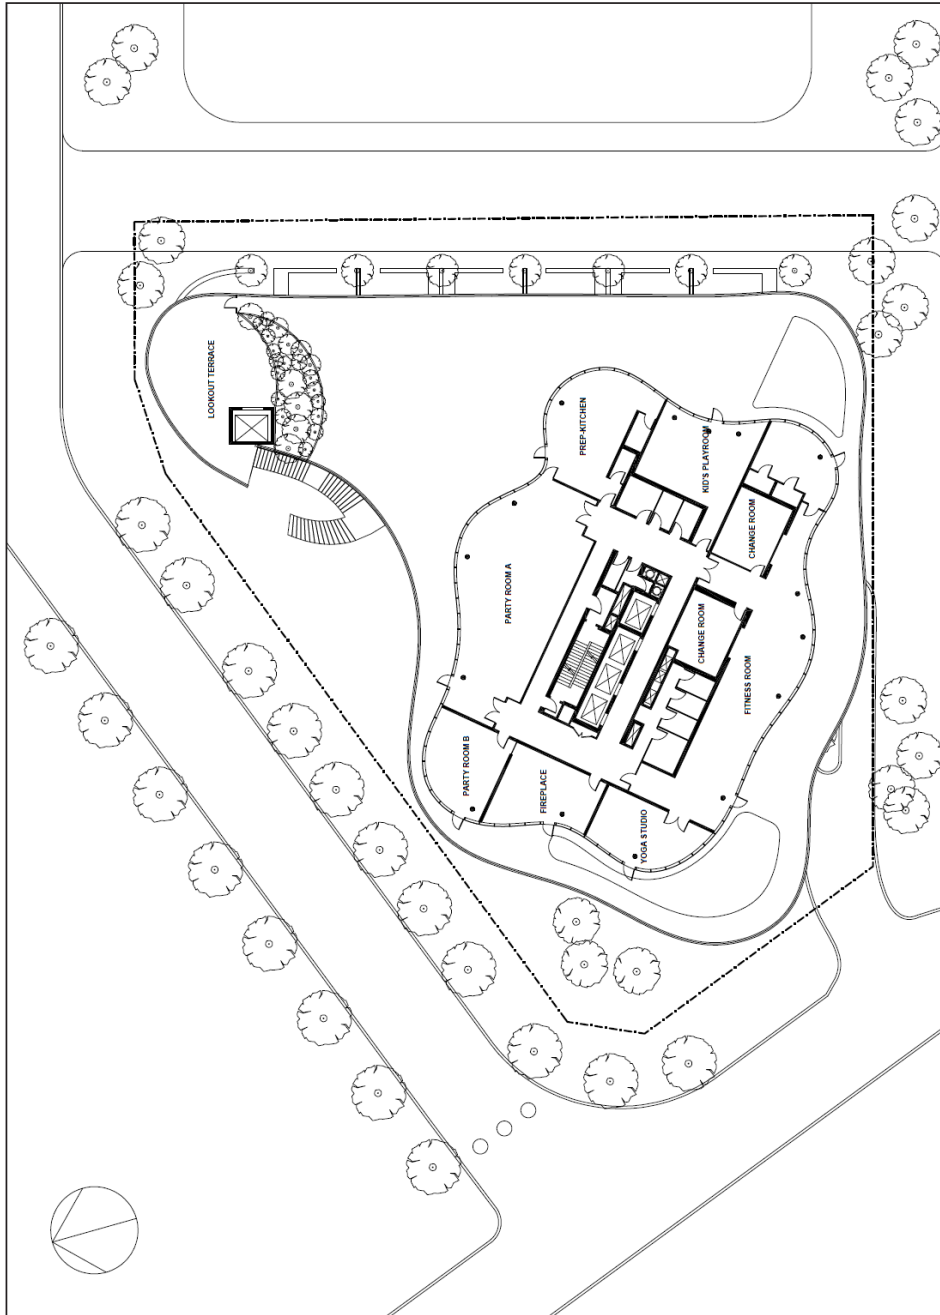 LOOKOUT TERRACE
PREP-KITCHEN
KID'S PLAYROOM
CHANGE ROOM
PARTY ROOM A
CHANGE ROOM
FITNESS ROOM
PARTY ROOM B
FIREPLACE
YOGA STUDIO